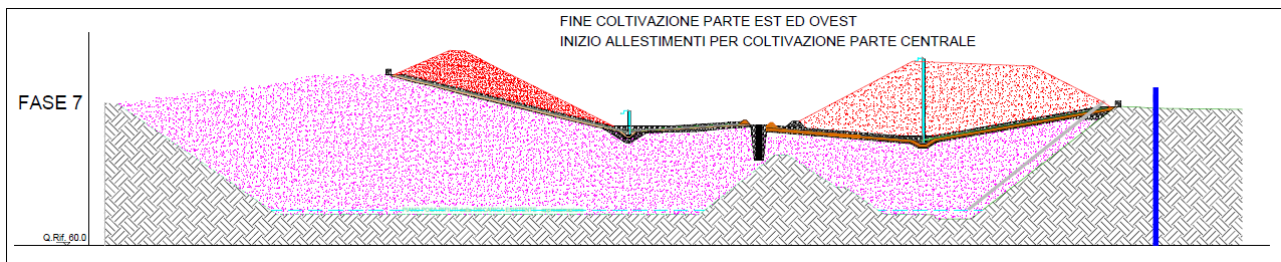 FINE COLTIVAZIONE PARTE EST ED OVEST
INIZIO ALLESTIMENTI PER COLTIVAZIONE PARTE CENTRALE
FASE 7
Q.Rif. 60.0